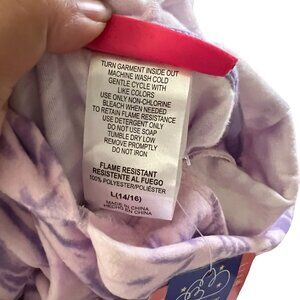 TURN GARMENT INSIDE OUT
MACHINE WASH COLD
GENTLE CYCLE WITH
LIKE COLORS
USE ONLY NON-CHLORINE
BLEACH WHEN NEEDED
TO RETAIN FLAME RESISTANCE
USE DETERGENT ONLY
DO NOT USE SOAP
TUMBLE DRY LOW
REMOVE PROMPTLY
DO NOT IRON
FLAME RESISTANT
RESISTENTE AL FUEGO
100% POLYESTER/POLIÉSTER
L(14/16)
MADE IN CHINA
HECHO EN CHINA